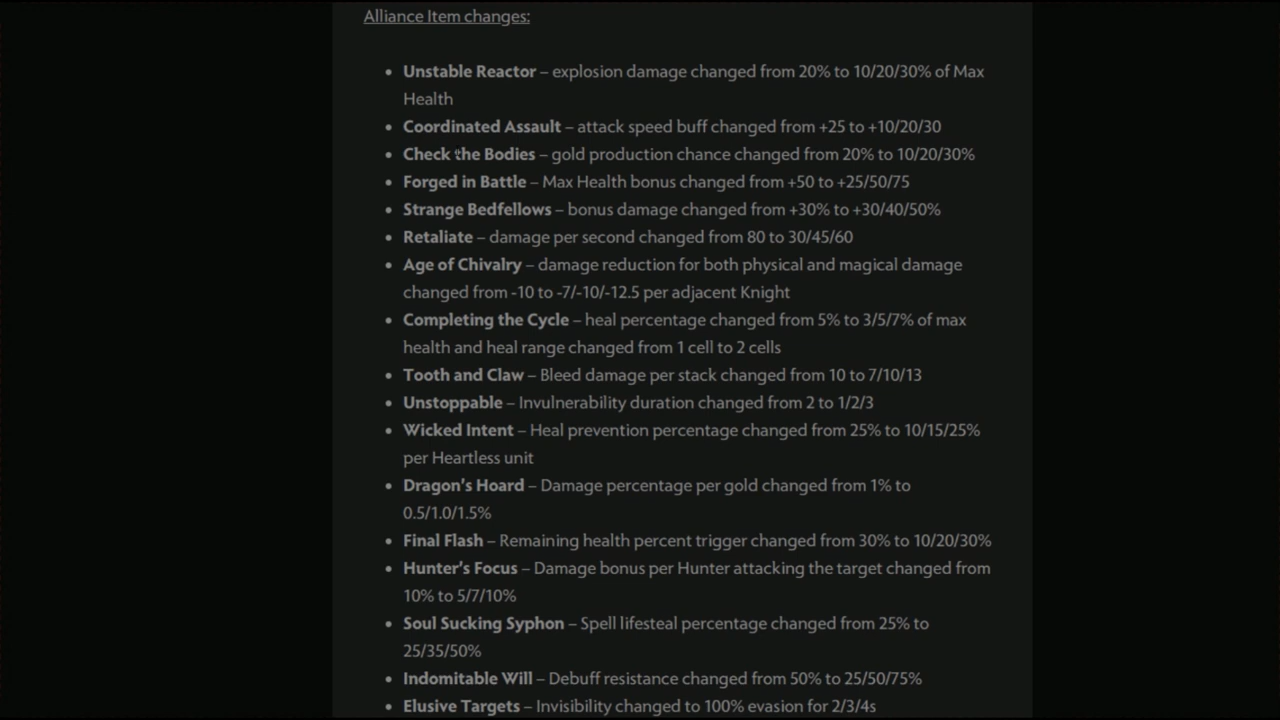 Alliance Item changes:
• Unstable Reactor – explosion damage changed from 20% to 10/20/30% of Max
Health
• Coordinated Assault – attack speed buff changed from +25 to +10/20/30
• Check the Bodies – gold production chance changed from 20% to 10/20/30%
• Forged in Battle – Max Health bonus changed from +50 to +25/50/75
• Strange Bedfellows – bonus damage changed from +30% to +30/40/50%
• Retaliate – damage per second changed from 80 to 30/45/60
• Age of Chivalry – damage reduction for both physical and magical damage
changed from -10 to -7/-10/-12.5 per adjacent Knight
• Completing the Cycle – heal percentage changed from 5% to 3/5/7% of max
health and heal range changed from 1 cell to 2 cells
• Tooth and Claw – Bleed damage per stack changed from 10 to 7/10/13
• Unstoppable – Invulnerability duration changed from 2 to 1/2/3
• Wicked Intent – Heal prevention percentage changed from 25% to 10/15/25%
per Heartless unit
• Dragon's Hoard – Damage percentage per gold changed from 1% to
0.5/1.0/1.5%
• Final Flash – Remaining health percent trigger changed from 30% to 10/20/30%
• Hunter's Focus – Damage bonus per Hunter attacking the target changed from
10% to 5/7/10%
• Soul Sucking Syphon – Spell lifesteal percentage changed from 25% to
25/35/50%
• Indomitable Will – Debuff resistance changed from 50% to 25/50/75%
• Elusive Targets – Invisibility changed to 100% evasion for 2/3/4s